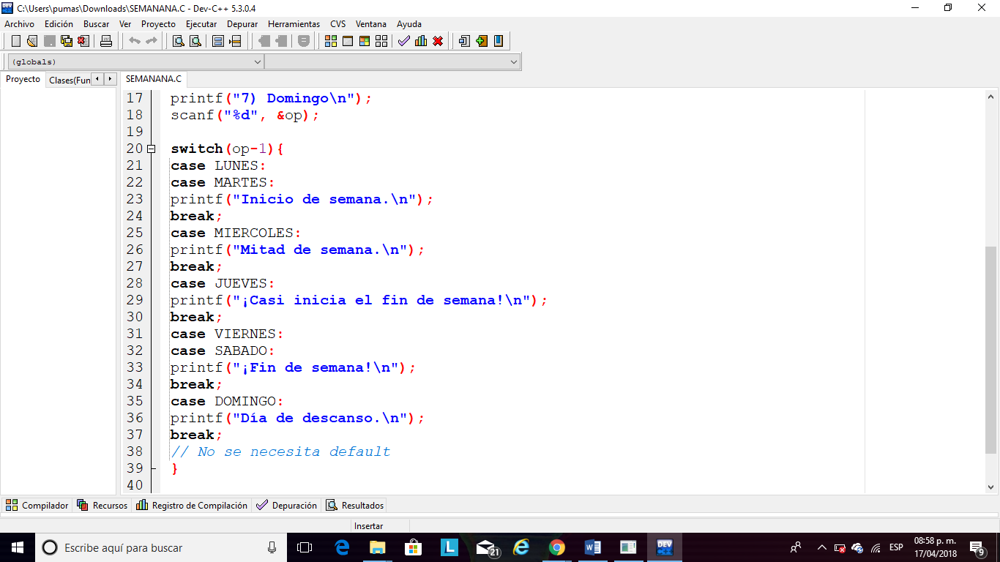 C:\Users\pumas\Downloads\SEMANANA.C - Dev-C++ 5.3.0.4
Archivo Edición Buscar Ver Proyecto Ejecutar Depurar Herramientas CVS Ventana Ayuda
(globals)
Proyecto Clases(Fun SEMANANA.C
17 printf("7) Domingo\n");
18 scanf("%d", &op);
19
20 switch(op-1){
21 case LUNES:
22 case MARTES:
23 printf("Inicio de semana.\n");
24 break;
25 case MIERCOLES:
26 printf("Mitad de semana.\n");
27 break;
28 case JUEVES:
29 printf("¡Casi inicia el fin de semana!\n");
30 break;
31 case VIERNES:
32 case SABADO:
33 printf("¡Fin de semana!\n");
34 break;
35 case DOMINGO:
36 printf("Día de descanso.\n");
37 break;
38 // No se necesita default
39 }
40
Compilador Recursos Registro de Compilación Depuración Resultados
Insertar
Escribe aquí para buscar
L
21
DEV
ESP
08:58 p. m.
17/04/2018
9